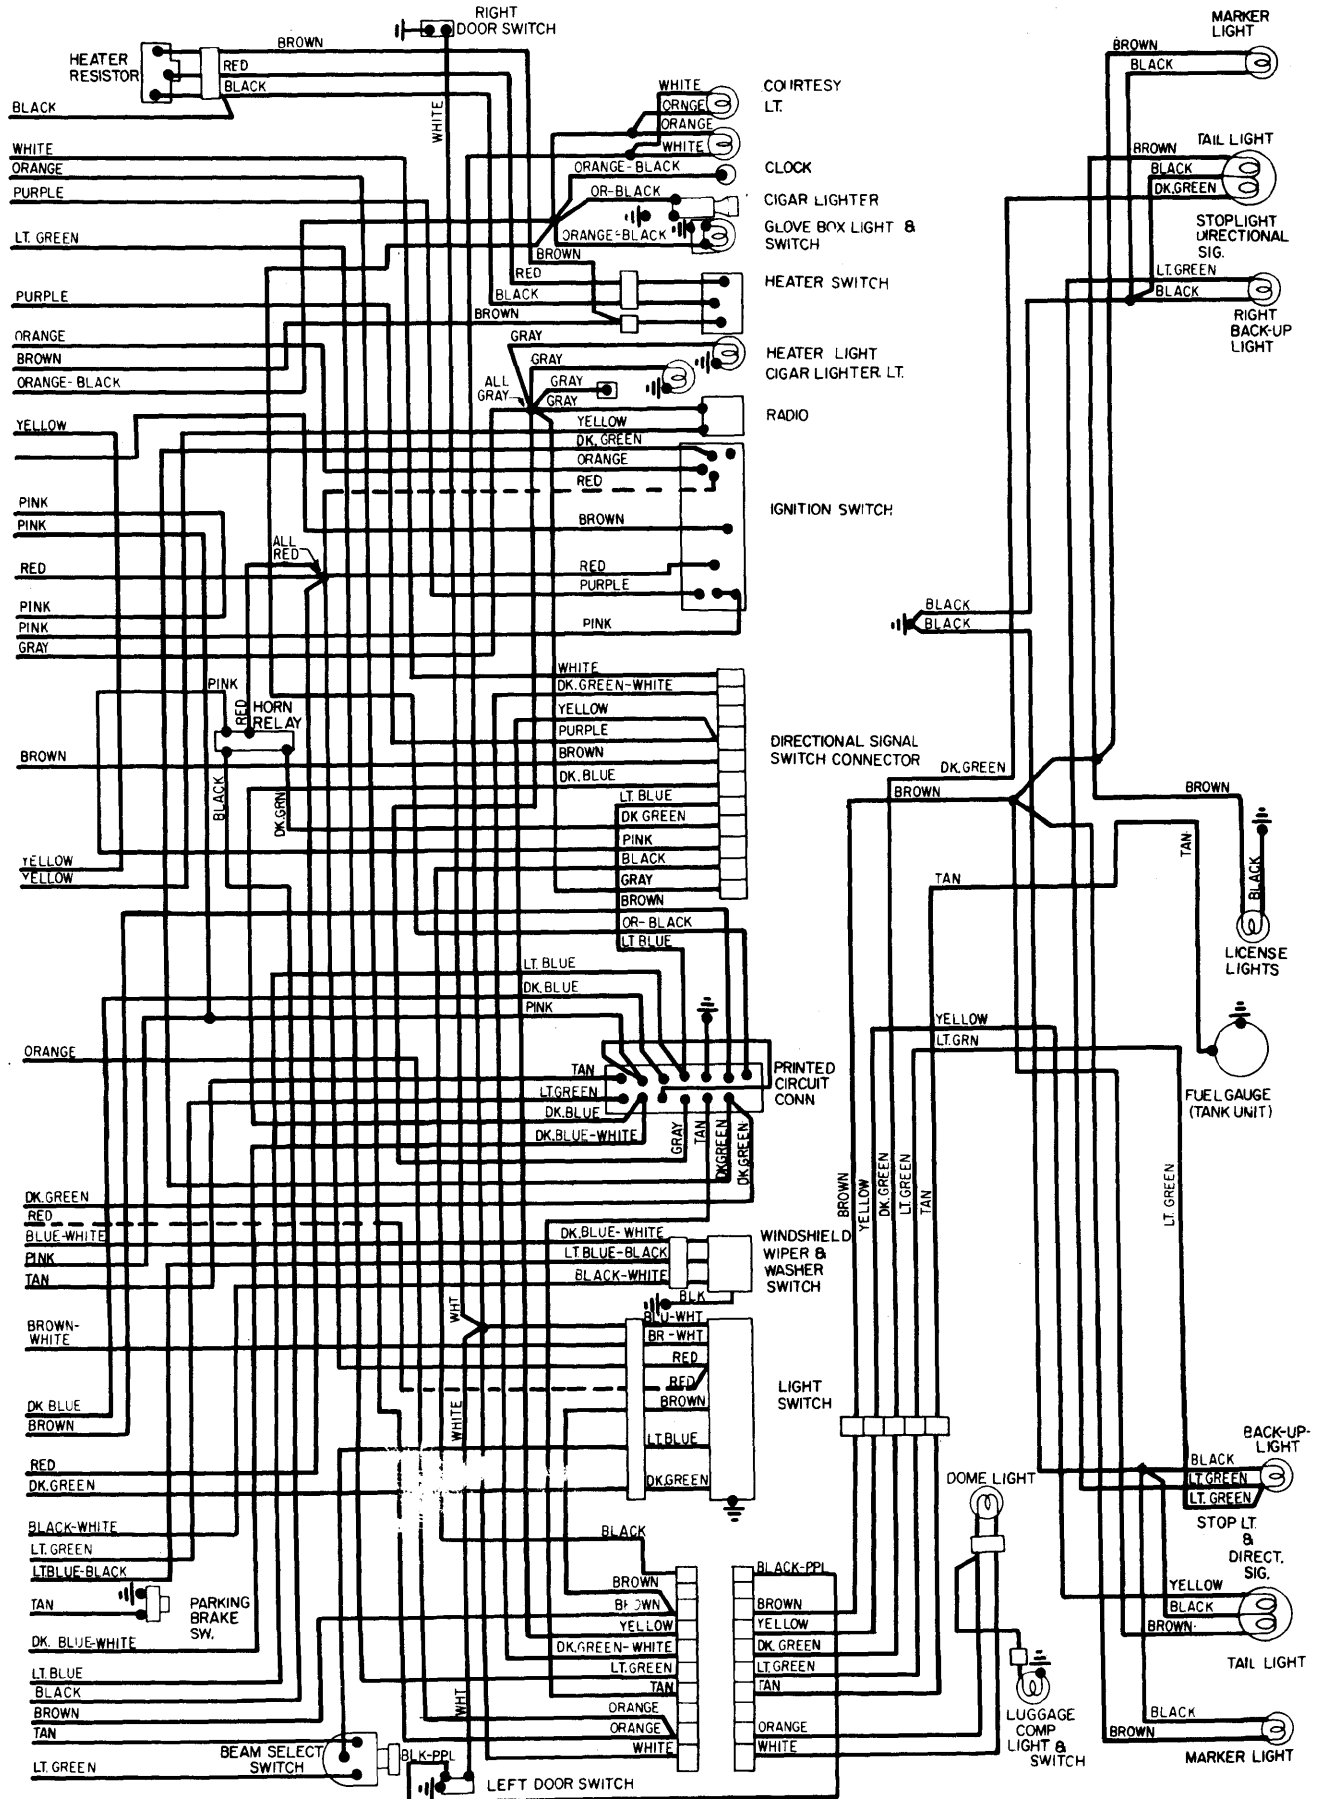 RIGHT
DOOR SWITCH
MARKER
LIGHT
BROWN
BROWN
HEATER
RESISTOR
RED
BLACK
BLACK
WHITE
COURTESY
LT.
ORNGE
BLACK
WHITE
ORANGE
WHITE
TAIL LIGHT
WHITE
BROWN
ORANGE
ORANGE-BLACK
CLOCK
BLACK
PURPLE
OR-BLACK
CIGAR LIGHTER
DK.GREEN
ORANGE-BLACK
GLOVE BOX LIGHT &
SWITCH
STOPLIGHT
DIRECTIONAL
SIG.
LT. GREEN
BROWN
RED
HEATER SWITCH
LT.GREEN
BLACK
BLACK
PURPLE
BROWN
RIGHT
BACK-UP
LIGHT
ORANGE
GRAY
HEATER LIGHT
BROWN
GRAY
CIGAR LIGHTER LT.
ORANGE-BLACK
ALL
GRAY
GRAY
GRAY
RADIO
YELLOW
YELLOW
DK.GREEN
ORANGE
RED
PINK
IGNITION SWITCH
PINK
BROWN
ALL
RED
RED
RED
PURPLE
PINK
BLACK
PINK
PINK
BLACK
GRAY
WHITE
PINK
DK.GREEN-WHITE
RED
HORN
RELAY
YELLOW
PURPLE
DIRECTIONAL SIGNAL
SWITCH CONNECTOR
BROWN
BROWN
DK.GREEN
DK.BLUE
BLACK
DK.GRN
LT BLUE
BROWN
BROWN
DK GREEN
PINK
TAN
YELLOW
BLACK
YELLOW
GRAY
TAN
BLACK
BROWN
OR-BLACK
LT BLUE
LICENSE
LIGHTS
LT. BLUE
DK.BLUE
PINK
YELLOW
ORANGE
LT.GRN
TAN
PRINTED
CIRCUIT
CONN
LT.GREEN
FUEL GAUGE
(TANK UNIT)
DK.BLUE
DK.BLUE-WHITE
GRAY
TAN
DK.GREEN
DK.GREEN
BROWN
YELLOW
DK.GREEN
LT.GREEN
TAN
LT. GREEN
DK.GREEN
RED
BLUE-WHITE
DK.BLUE-WHITE
WINDSHIELD
WIPER &
WASHER
SWITCH
PINK
LT.BLUE-BLACK
TAN
BLACK-WHITE
BLK
WHT
BLU-WHT
BROWN-
WHITE
BR-WHT
RED
RED
LIGHT
SWITCH
BROWN
DK BLUE
BROWN
WHITE
LT.BLUE
BACK-UP-
LIGHT
RED
BLACK
DK.GREEN
DK.GREEN
DOME LIGHT
LT GREEN
LT. GREEN
STOP LT.
&
DIRECT.
SIG.
BLACK-WHITE
BLACK
LT. GREEN
LT.BLUE-BLACK
BLACK-PPL
BROWN
YELLOW
TAN
PARKING
BRAKE
SW.
BROWN
BROWN
BLACK
YELLOW
YELLOW
BROWN
DK. BLUE-WHITE
DK.GREEN-WHITE
DK GREEN
LT.GREEN
LT.GREEN
TAIL LIGHT
LT.BLUE
TAN
TAN
BLACK
WHT
LUGGAGE
COMP
LIGHT &
SWITCH
BROWN
ORANGE
BLACK
TAN
ORANGE
ORANGE
BROWN
BEAM SELECT
SWITCH
BLK-PPL
WHITE
WHITE
MARKER LIGHT
LT. GREEN
LEFT DOOR SWITCH